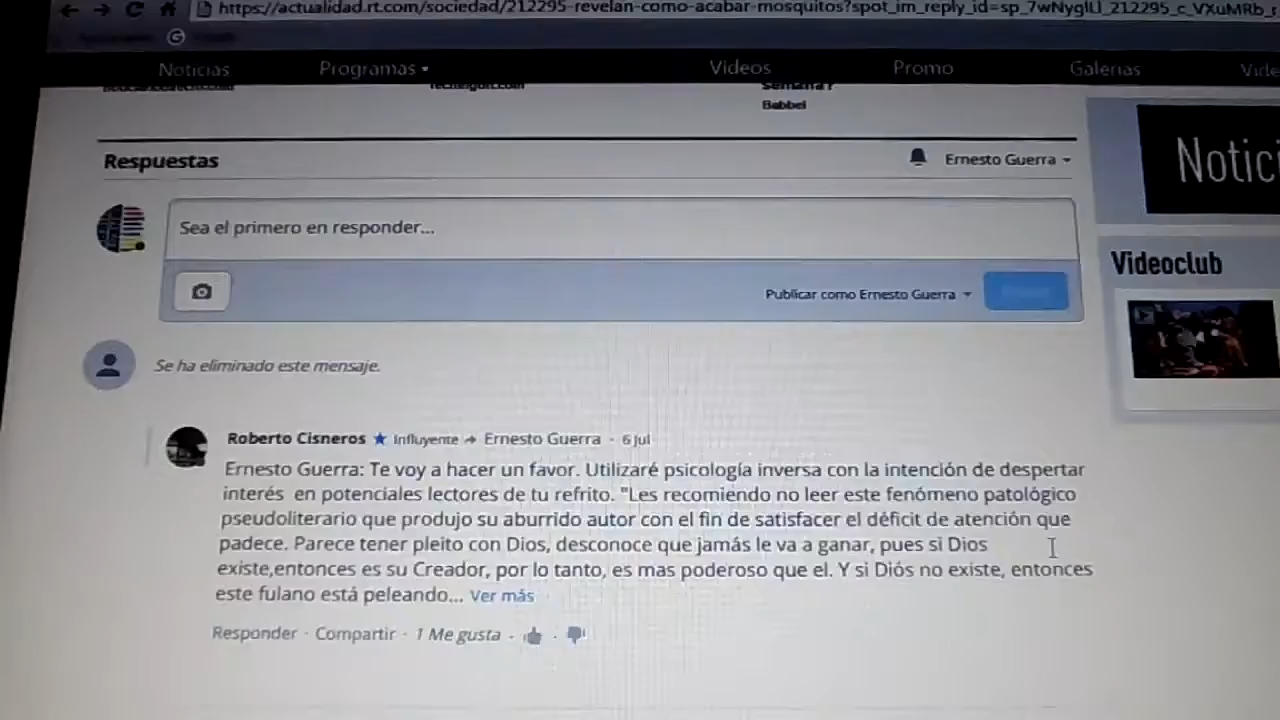 https://actualidad.rt.com/sociedad/212295-revelan-como-acabar-mosquitos?spot_im_reply_id=sp_7wNyglLl_212295_c_VXuMRb_
Noticias Programas Videos Promo Galerías Vide
Semana7
Babbel
Respuestas Ernesto Guerra
Notici
Sea el primero en responder...
Videoclub
Publicar como Ernesto Guerra
Se ha eliminado este mensaje.
Roberto Cisneros ★ Influyente → Ernesto Guerra · 6 Jul
Ernesto Guerra: Te voy a hacer un favor. Utilizaré psicología inversa con la intención de despertar
interés en potenciales lectores de tu refrito. "Les recomiendo no leer este fenómeno patológico
pseudoliterario que produjo su aburrido autor con el fin de satisfacer el déficit de atención que
padece. Parece tener pleito con Dios, desconoce que jamás le va a ganar, pues si Dios
existe,entonces es su Creador, por lo tanto, es mas poderoso que el. Y si Diós no existe, entonces
este fulano está peleando... Ver más
Responder · Compartir · 1 Me gusta